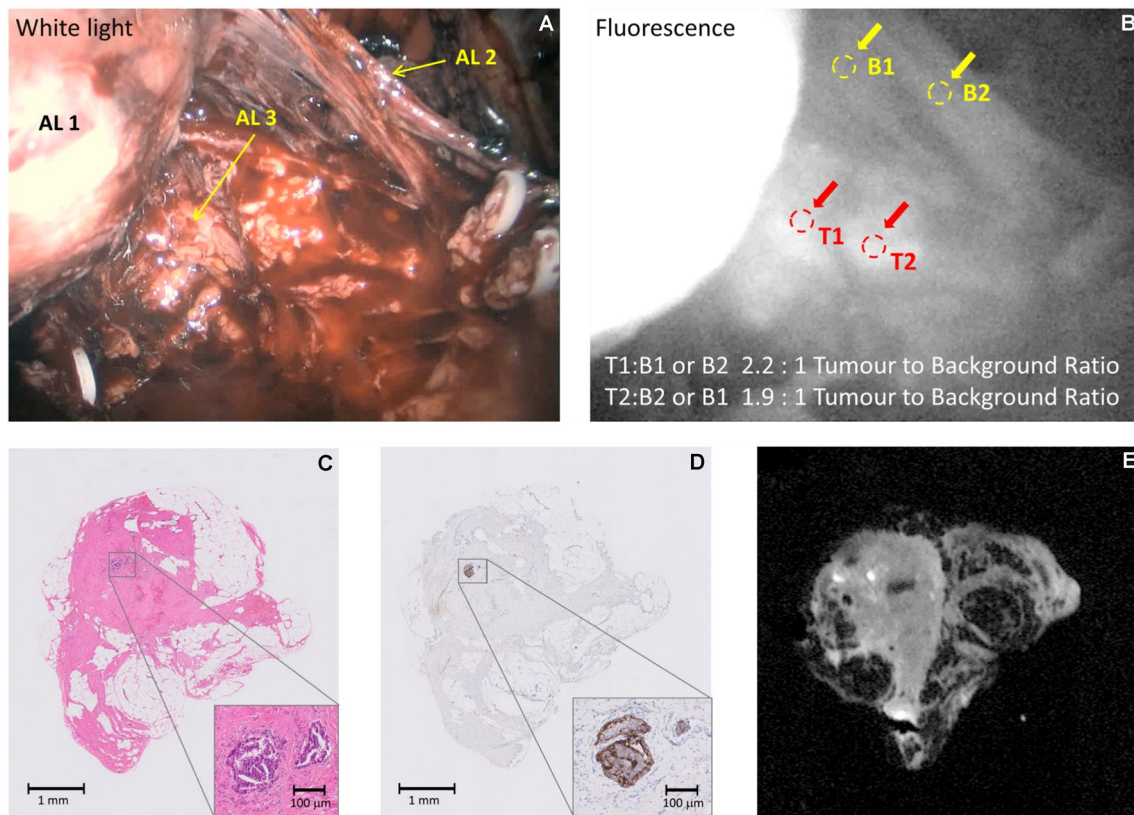 White light
A
AL 2
AL 3
AL 1
Fluorescence
B
B1
B2
T1
T2
T1:B1 or B2 2.2 : 1 Tumour to Background Ratio
T2:B2 or B1 1.9 : 1 Tumour to Background Ratio
C
1 mm
100 µm
D
1 mm
100 µm
E